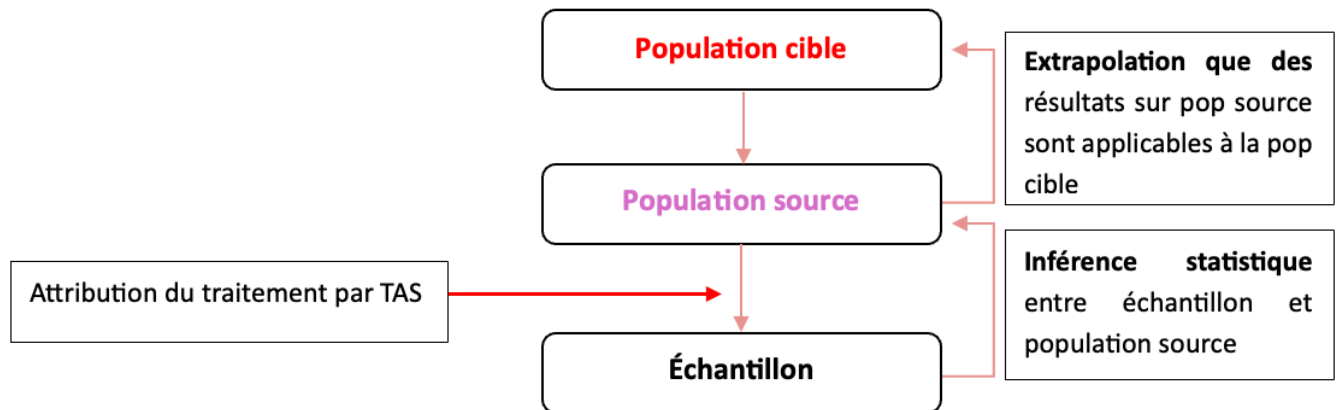 Population cible
Extrapolation que des
résultats sur pop source
sont applicables à la pop
cible
Population source
Attribution du traitement par TAS
Inférence statistique
entre échantillon et
population source
Échantillon